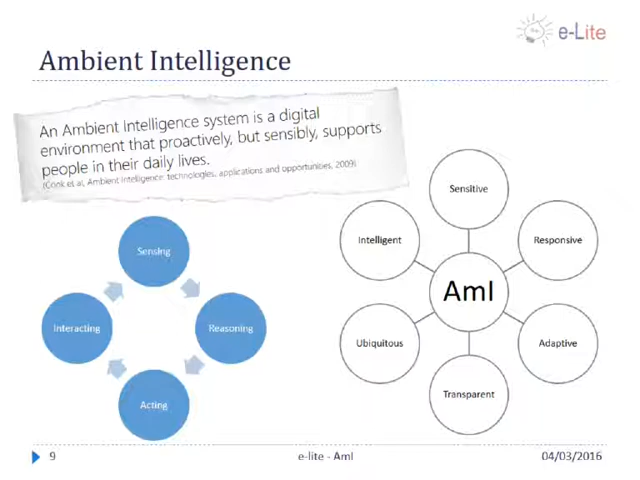 e-Lite
Ambient Intelligence
An Ambient Intelligence system is a digital
environment that proactively, but sensibly, supports
people in their daily lives.
(Cook et al, Ambient Intelligence: technologies, applications and opportunities, 2009)
Sensing
Interacting
Reasoning
Acting
Sensitive
Intelligent
Responsive
AmI
Ubiquitous
Adaptive
Transparent
9
e-lite - AmI
04/03/2016